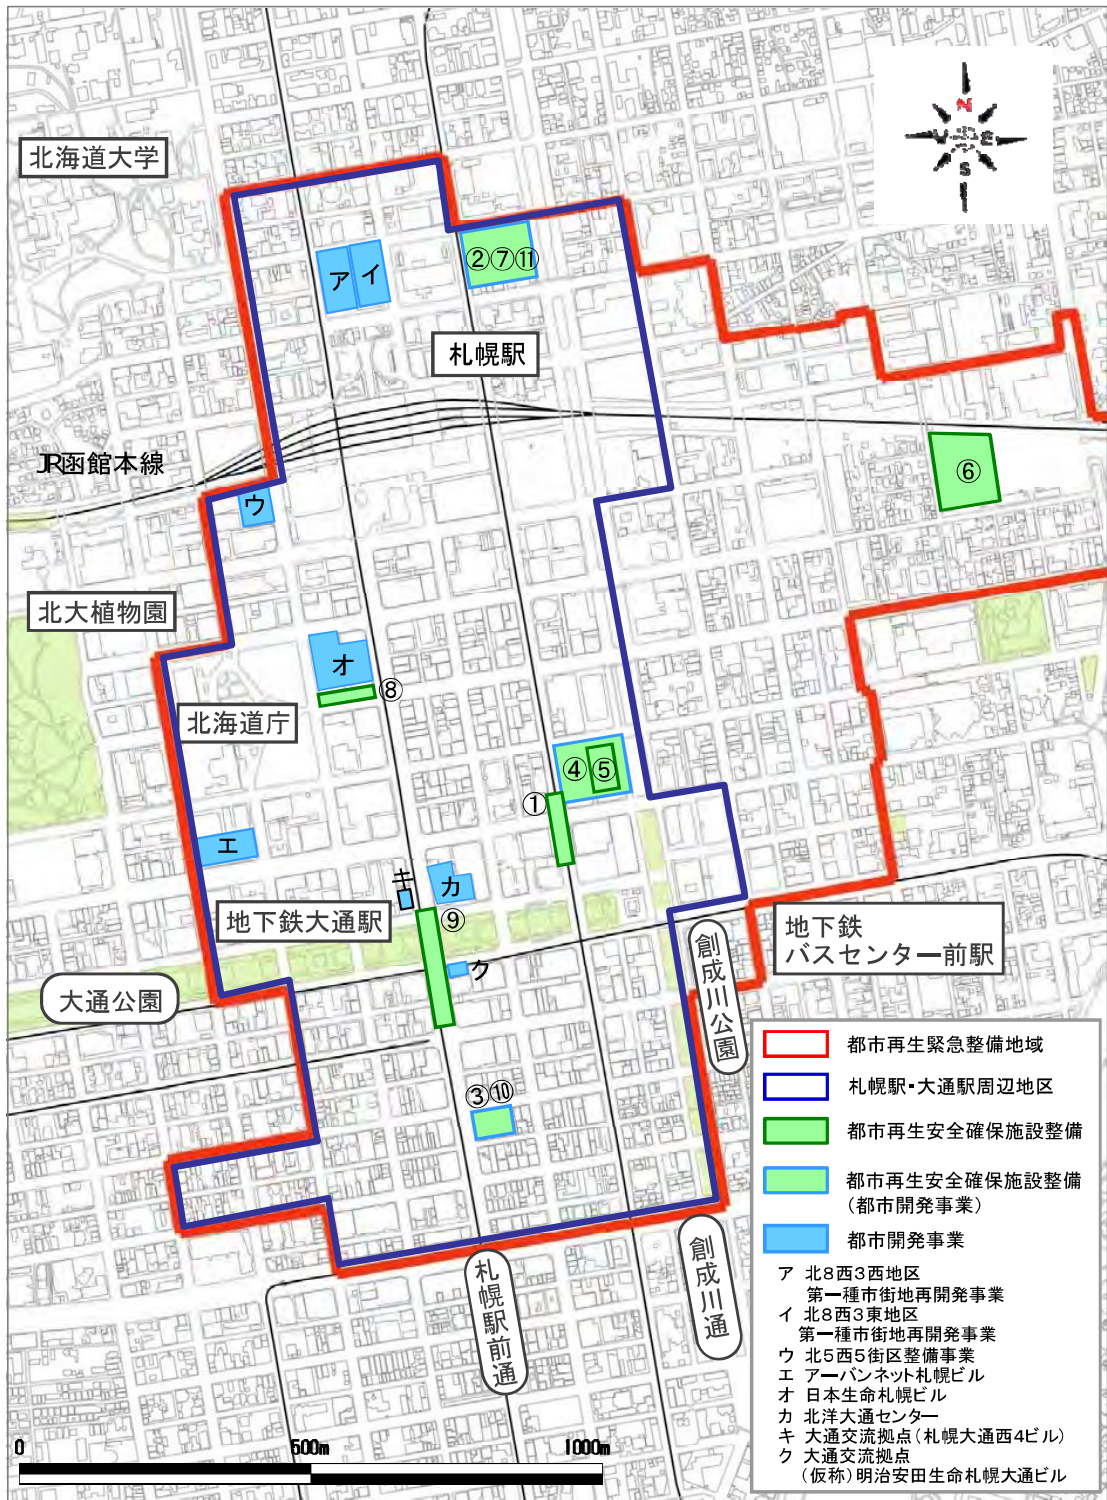 N
W
E
S
北海道大学
ア
イ
②⑦⑪
札幌駅
JR函館本線
⑥
ウ
北大植物園
オ
⑧
北海道庁
④
⑤
①
エ
キ
カ
地下鉄大通駅
⑨
地下鉄
バスセンター前駅
創成川公園
ク
大通公園
③⑩
札幌駅前通
創成川通
都市再生緊急整備地域
札幌駅・大通駅周辺地区
都市再生安全確保施設整備
都市再生安全確保施設整備
(都市開発事業)
都市開発事業
ア 北8西3西地区
第一種市街地再開発事業
イ 北8西3東地区
第一種市街地再開発事業
ウ 北5西5街区整備事業
エ アーバンネット札幌ビル
オ 日本生命札幌ビル
カ 北洋大通センター
キ 大通交流拠点(札幌大通西4ビル)
ク 大通交流拠点
(仮称)明治安田生命札幌大通ビル
0
500m
1000m